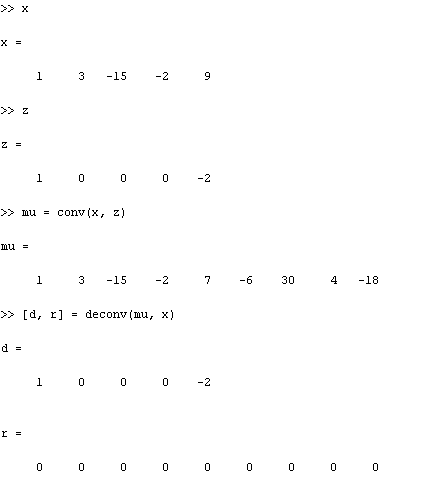 >> x
x =
1 3 -15 -2 9
>> z
z =
1 0 0 0 -2
>> mu = conv(x, z)
mu =
1 3 -15 -2 7 -6 30 4 -18
>> [d, r] = deconv(mu, x)
d =
1 0 0 0 -2
r =
0 0 0 0 0 0 0 0 0